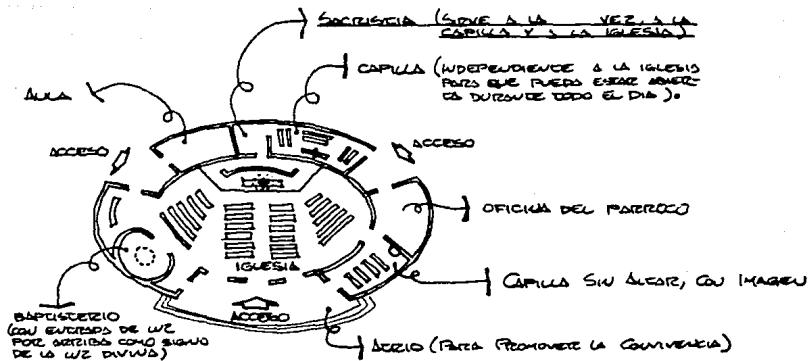 SACRISTIA (SIRVE A LA VEZ, A LA
CAPILLA Y A LA IGLESIA)
CAPILLA (INDEPENDIENTE A LA IGLESIA
PARA QUE PUEDA ESTAR ABIER-
TA DURANTE TODO EL DIA).
AULA
ACCESO
ACCESO
OFICINA DEL PARROCO
IGLESIA
CAPILLA SIN ALTAR, CON IMAGEN
ACCESO
BAPTISTERIO
(CON ENTRADA DE LUZ
POR ARRIBA COMO SIGNO
DE LA LUZ DIVINA)
ATRIO (PARA PROMOVER LA CONVIVENCIA)